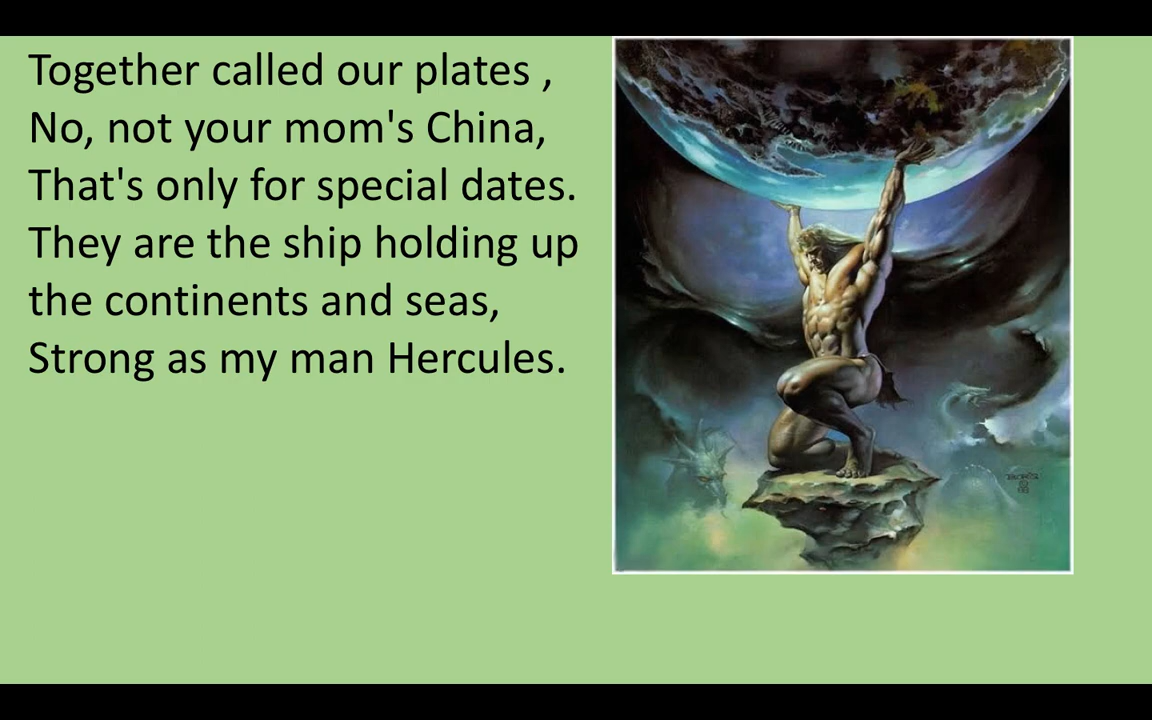 Together called our plates ,
No, not your mom's China,
That's only for special dates.
They are the ship holding up
the continents and seas,
Strong as my man Hercules.